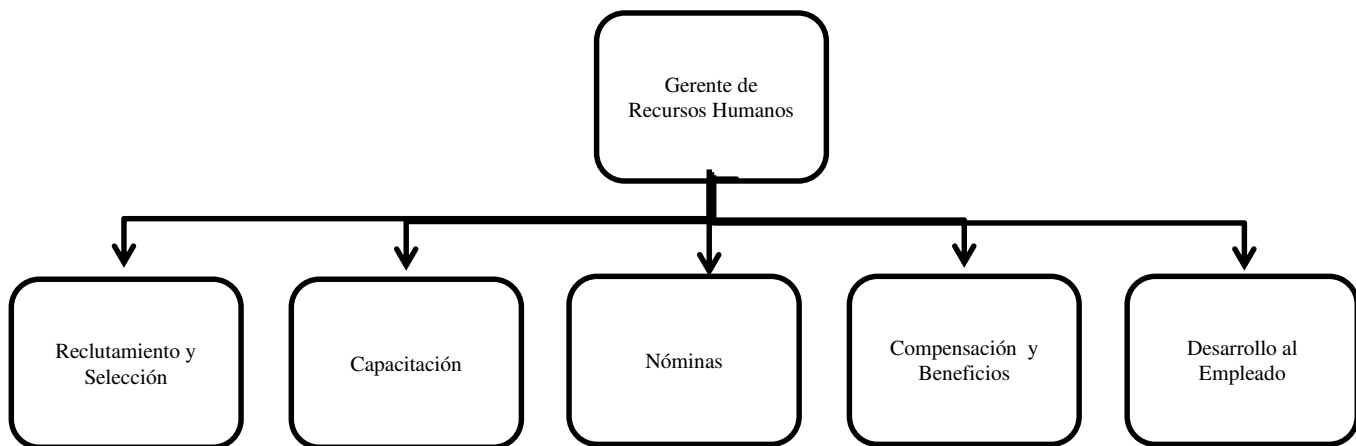 Gerente de
Recursos Humanos
Reclutamiento y
Selección
Capacitación
Nóminas
Compensación y
Beneficios
Desarrollo al
Empleado